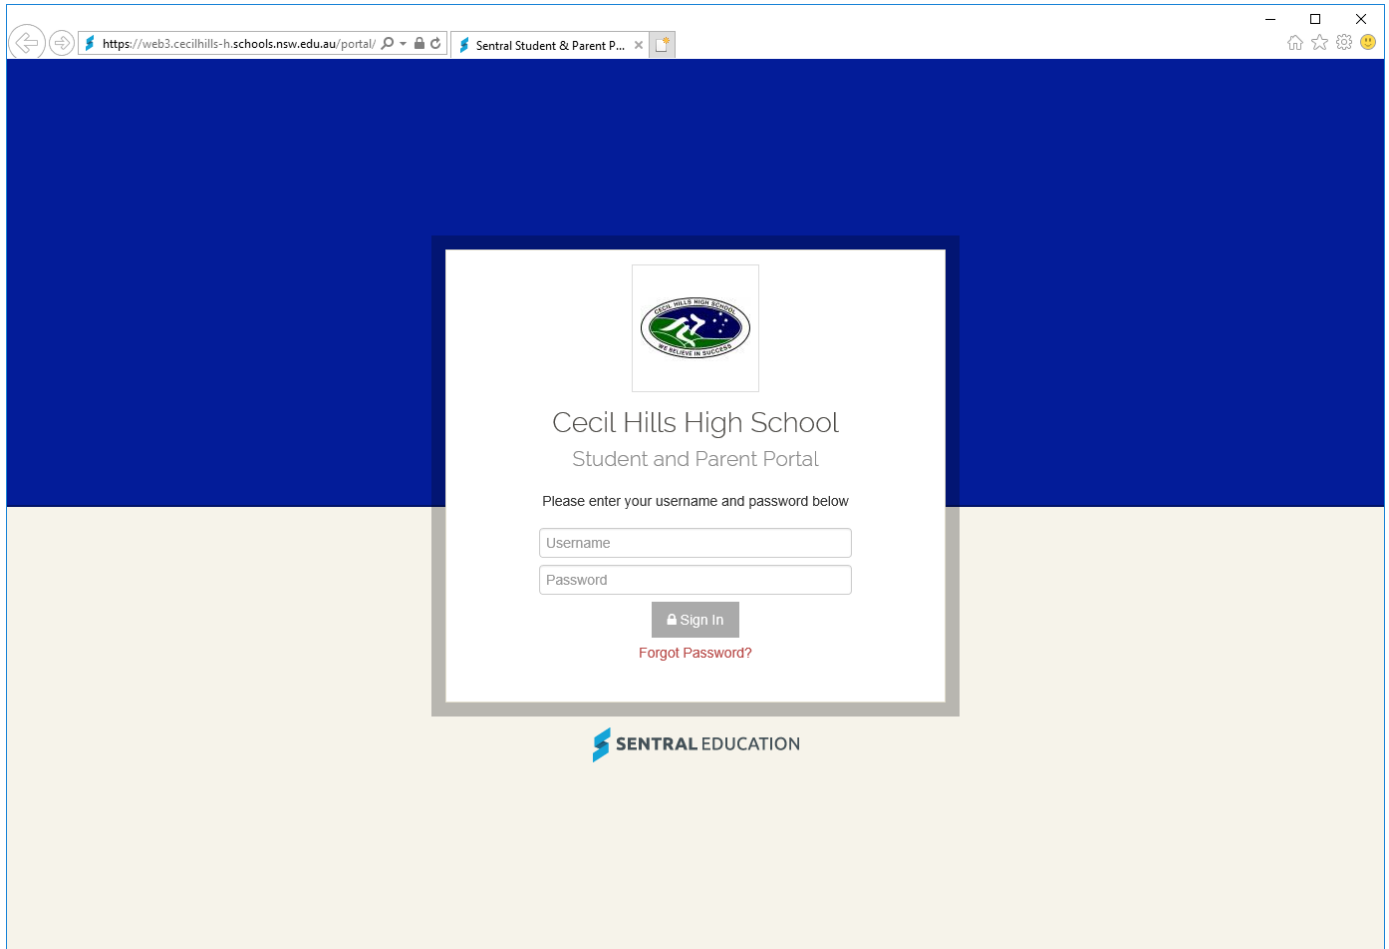 https://web3.cecilhills-h.schools.nsw.edu.au/portal/
Sentral Student & Parent P...
CECIL HILLS HIGH SCHOOL
WE BELIEVE IN SUCCESS
Cecil Hills High School
Student and Parent Portal
Please enter your username and password below
Username
Password
Sign In
Forgot Password?
SENTRAL EDUCATION